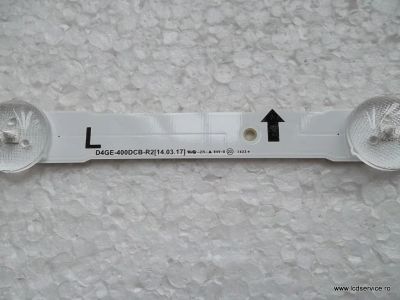 L
D4GE-400DCB-R2[14.03.17]
www.lcdservice.ro